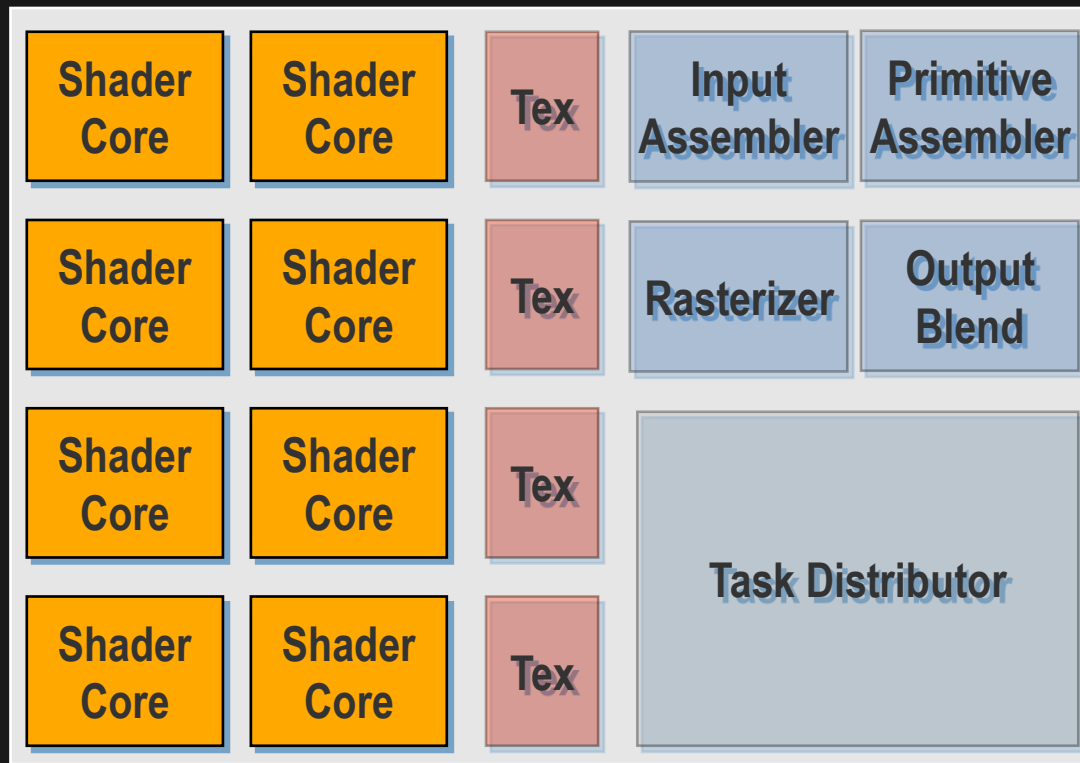 Shader
Core
Shader
Core
Tex
Input
Assembler
Primitive
Assembler
Shader
Core
Shader
Core
Tex
Rasterizer
Output
Blend
Shader
Core
Shader
Core
Tex
Task Distributor
Shader
Core
Shader
Core
Tex